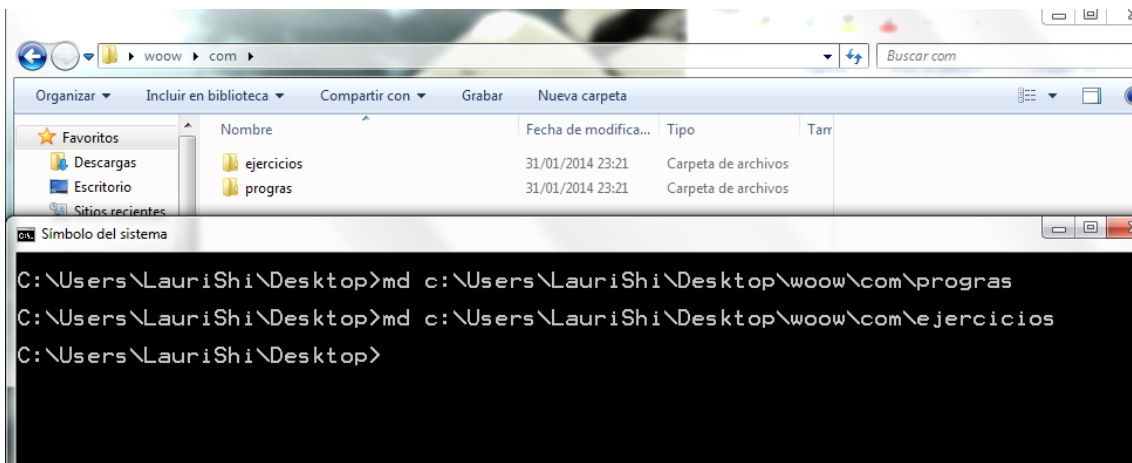 woow com
Buscar com
Organizar Incluir en biblioteca Compartir con Grabar Nueva carpeta
Favoritos
Descargas
Escritorio
Sitios recientes
Nombre Fecha de modifica... Tipo Tam
ejercicios 31/01/2014 23:21 Carpeta de archivos
progras 31/01/2014 23:21 Carpeta de archivos
Símbolo del sistema
C:\Users\LauriShi\Desktop>md c:\Users\LauriShi\Desktop\woow\com\progras
C:\Users\LauriShi\Desktop>md c:\Users\LauriShi\Desktop\woow\com\ejercicios
C:\Users\LauriShi\Desktop>